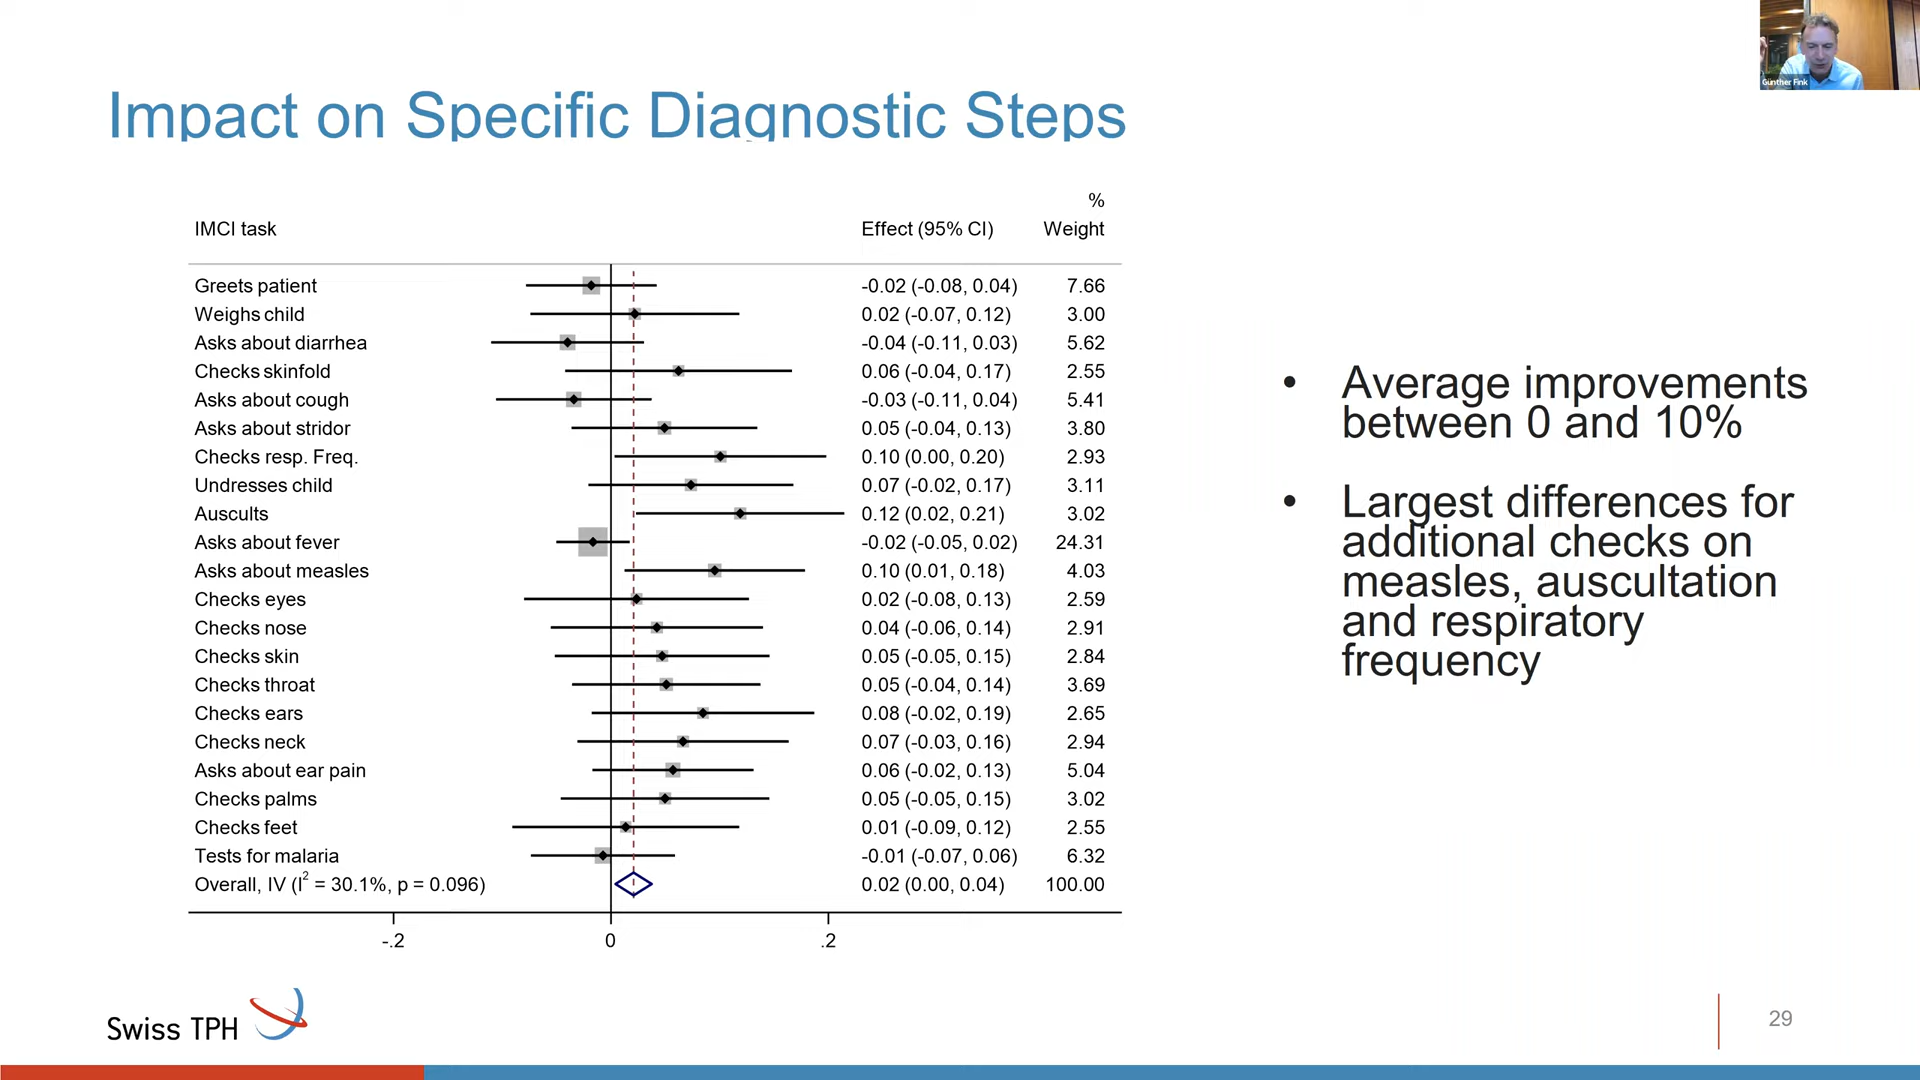 Günther Fink
Impact on Specific Diagnostic Steps
%
IMCI task Effect (95% CI) Weight
Greets patient -0.02 (-0.08, 0.04) 7.66
Weighs child 0.02 (-0.07, 0.12) 3.00
Asks about diarrhea -0.04 (-0.11, 0.03) 5.62
Checks skinfold 0.06 (-0.04, 0.17) 2.55
Asks about cough -0.03 (-0.11, 0.04) 5.41
Asks about stridor 0.05 (-0.04, 0.13) 3.80
Checks resp. Freq. 0.10 (0.00, 0.20) 2.93
Undresses child 0.07 (-0.02, 0.17) 3.11
Ausculs 0.12 (0.02, 0.21) 3.02
Asks about fever -0.02 (-0.05, 0.02) 24.31
Asks about measles 0.10 (0.01, 0.18) 4.03
Checks eyes 0.02 (-0.08, 0.13) 2.59
Checks nose 0.04 (-0.06, 0.14) 2.91
Checks skin 0.05 (-0.05, 0.15) 2.84
Checks throat 0.05 (-0.04, 0.14) 3.69
Checks ears 0.08 (-0.02, 0.19) 2.65
Checks neck 0.07 (-0.03, 0.16) 2.94
Asks about ear pain 0.06 (-0.02, 0.13) 5.04
Checks palms 0.05 (-0.05, 0.15) 3.02
Checks feet 0.01 (-0.09, 0.12) 2.55
Tests for malaria -0.01 (-0.07, 0.06) 6.32
Overall, IV (I² = 30.1%, p = 0.096) 0.02 (0.00, 0.04) 100.00
-.2 0 .2
• Average improvements
between 0 and 10%
• Largest differences for
additional checks on
measles, auscultation
and respiratory
frequency
Swiss TPH
29